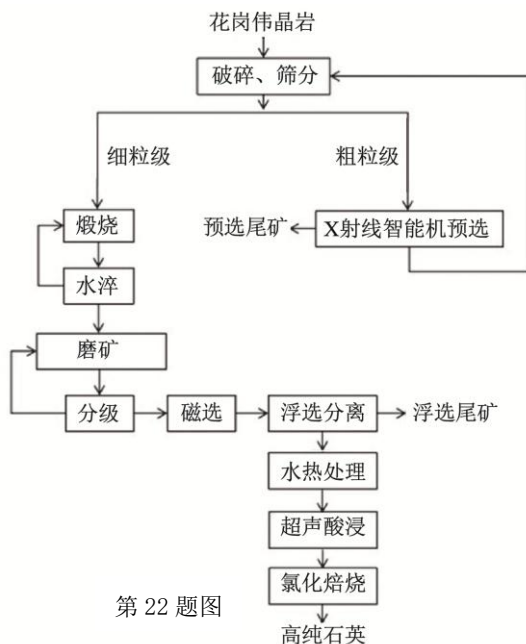 花岗伟晶岩
破碎、筛分
细粒级 粗粒级
煅烧
预选尾矿 X射线智能机预选
水淬
磨矿
分级 磁选 浮选分离 浮选尾矿
水热处理
超声酸浸
氯化焙烧
第 22 题图
高纯石英